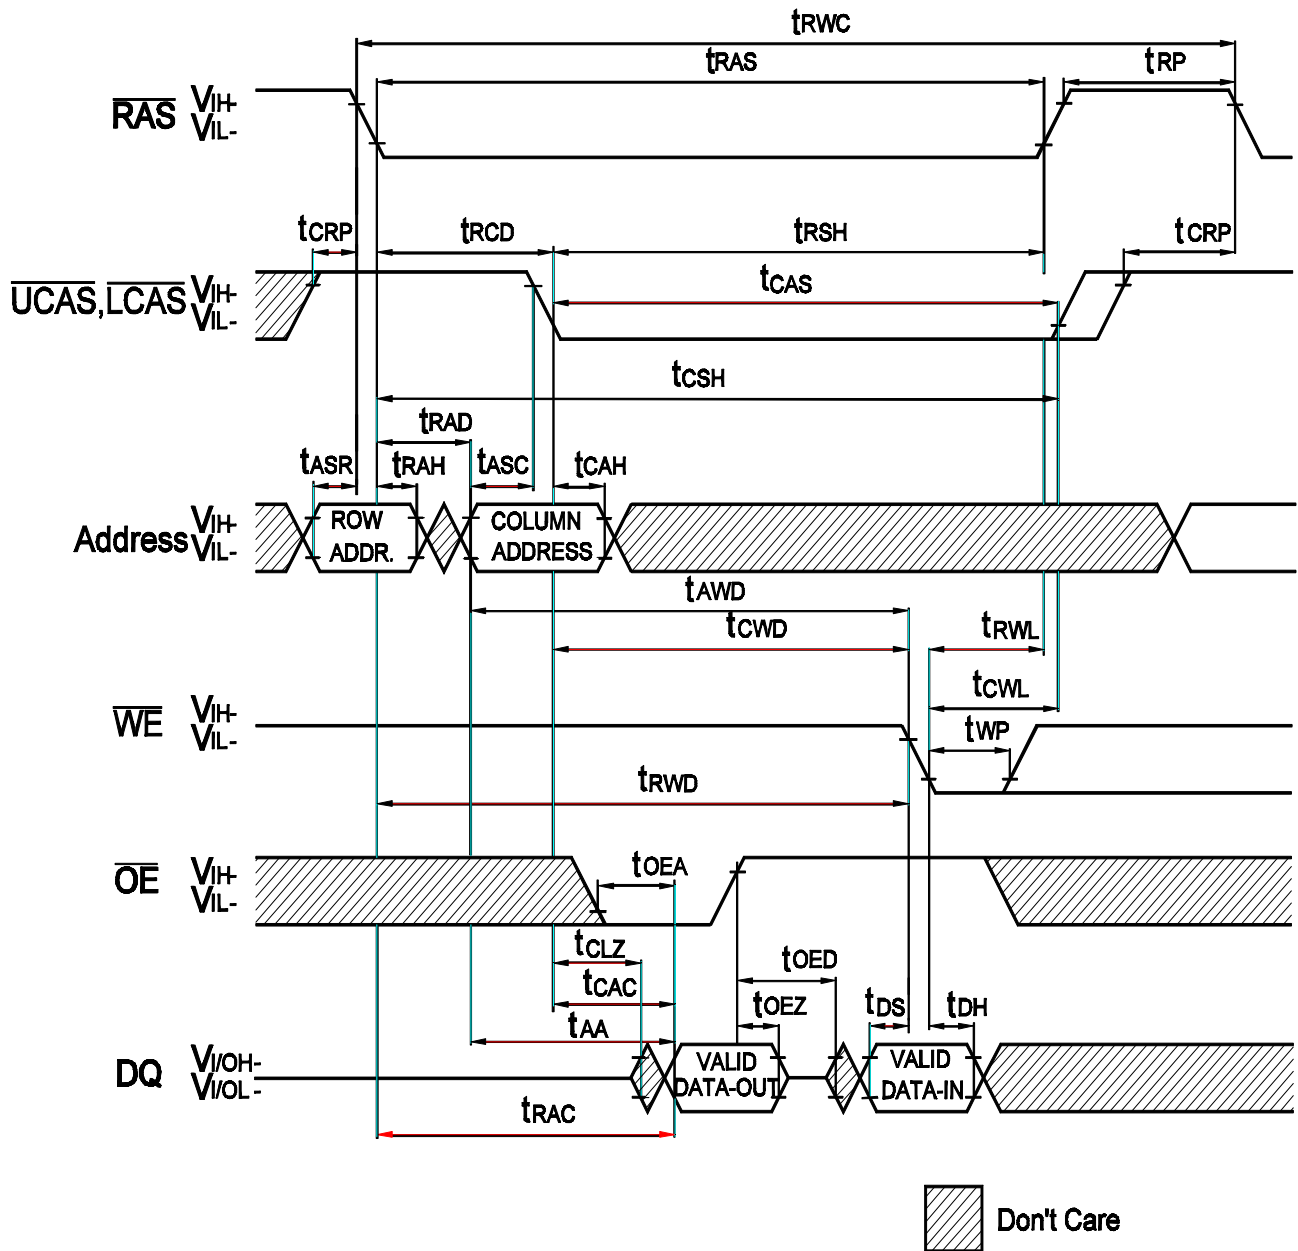 tRWC
tRAS
tRP
RAS VIH-
VIL-
tCRP tRCD tRSH tCRP
UCAS,LCAS VIH-
VIL-
tCAS
tCSH
tRAD
tASR tRAH tASC tCAH
Address VIH-
VIL-
ROW
ADDR.
COLUMN
ADDRESS
tAWD
tCWD tRWL
tCWL
WE VIH-
VIL-
tWP
tRWD
OE VIH-
VIL-
tOEA
tCLZ tOED
tCAC
tOEZ tDS tDH
tAA
DQ VI/OH-
VI/OL-
VALID
DATA-OUT
VALID
DATA-IN
tRAC
Don't Care